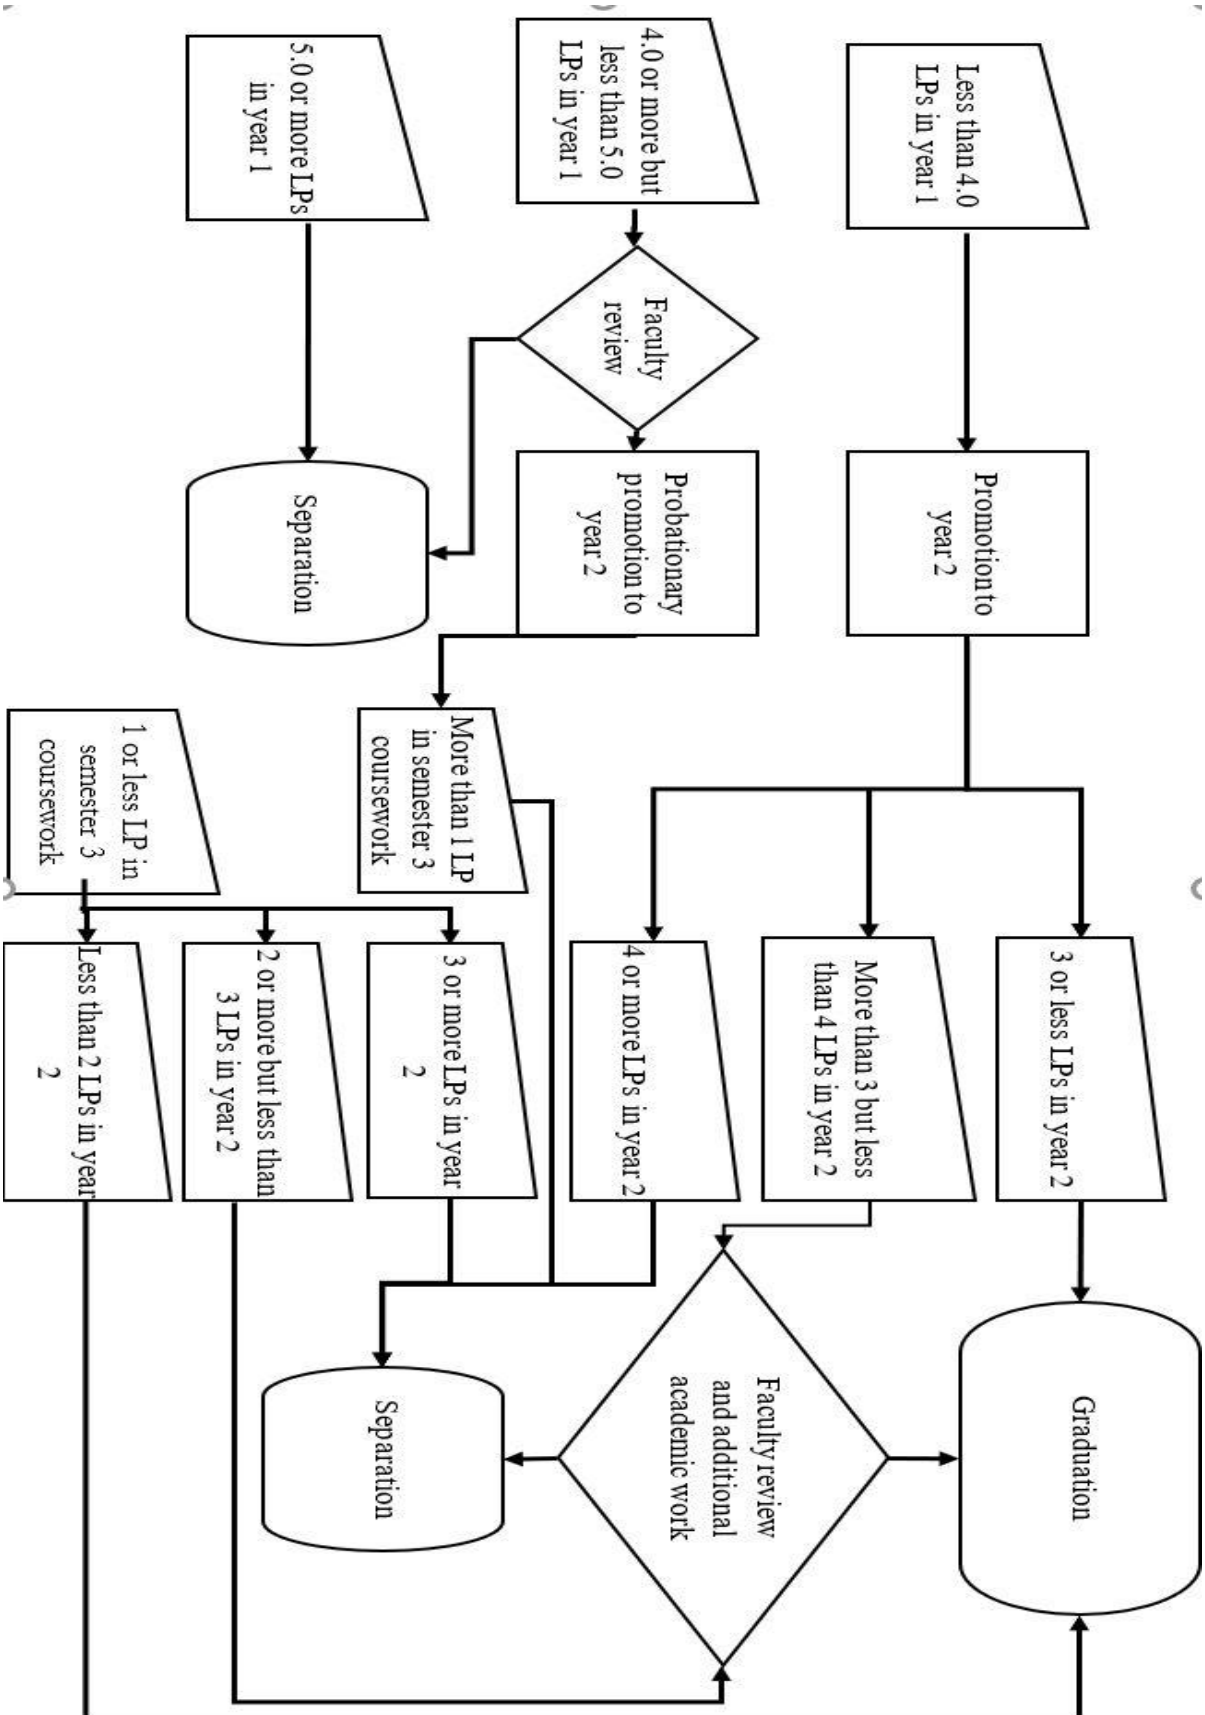 Less than 4.0
LPs in year 1
Promotion to
year 2
3 or less LPs in year 2
Graduation
More than 3 but less
than 4 LPs in year 2
4 or more LPs in year 2
Faculty review
and additional
academic work
4.0 or more but
less than 5.0
LPs in year 1
Faculty
review
Probationary
promotion to
year 2
More than 1 LP
in semester 3
coursework
3 or more LPs in year
2
Separation
5.0 or more LPs
in year 1
Separation
1 or less LP in
semester 3
coursework
2 or more but less than
3 LPs in year 2
Less than 2 LPs in year
2